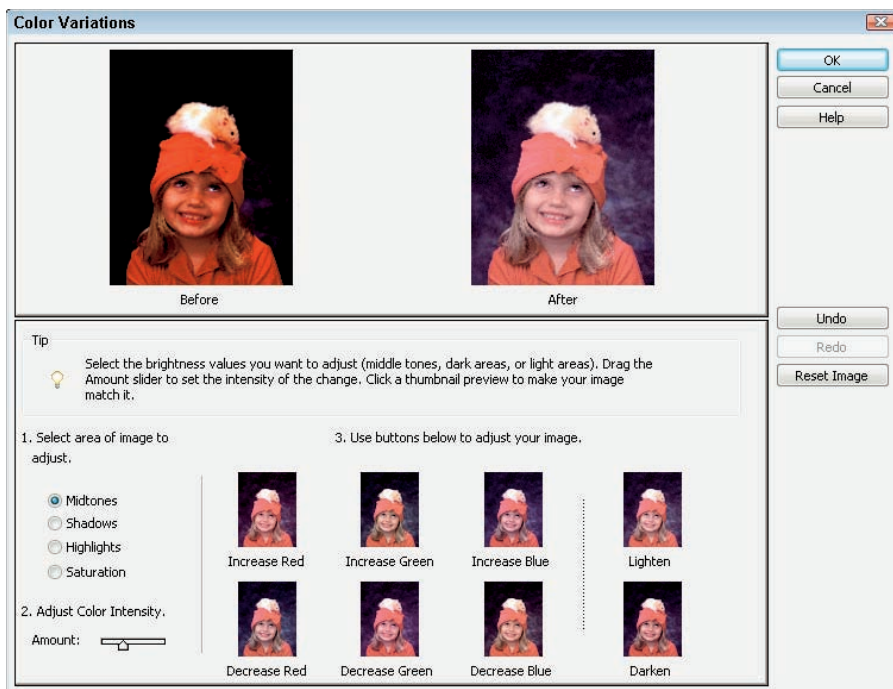 Color Variations
OK
Cancel
Help
Before
After
Undo
Redo
Reset Image
Tip
Select the brightness values you want to adjust (middle tones, dark areas, or light areas). Drag the
Amount slider to set the intensity of the change. Click a thumbnail preview to make your image
match it.
1. Select area of image to
adjust.
Midtones
Shadows
Highlights
Saturation
2. Adjust Color Intensity.
Amount:
3. Use buttons below to adjust your image.
Increase Red
Increase Green
Increase Blue
Lighten
Decrease Red
Decrease Green
Decrease Blue
Darken